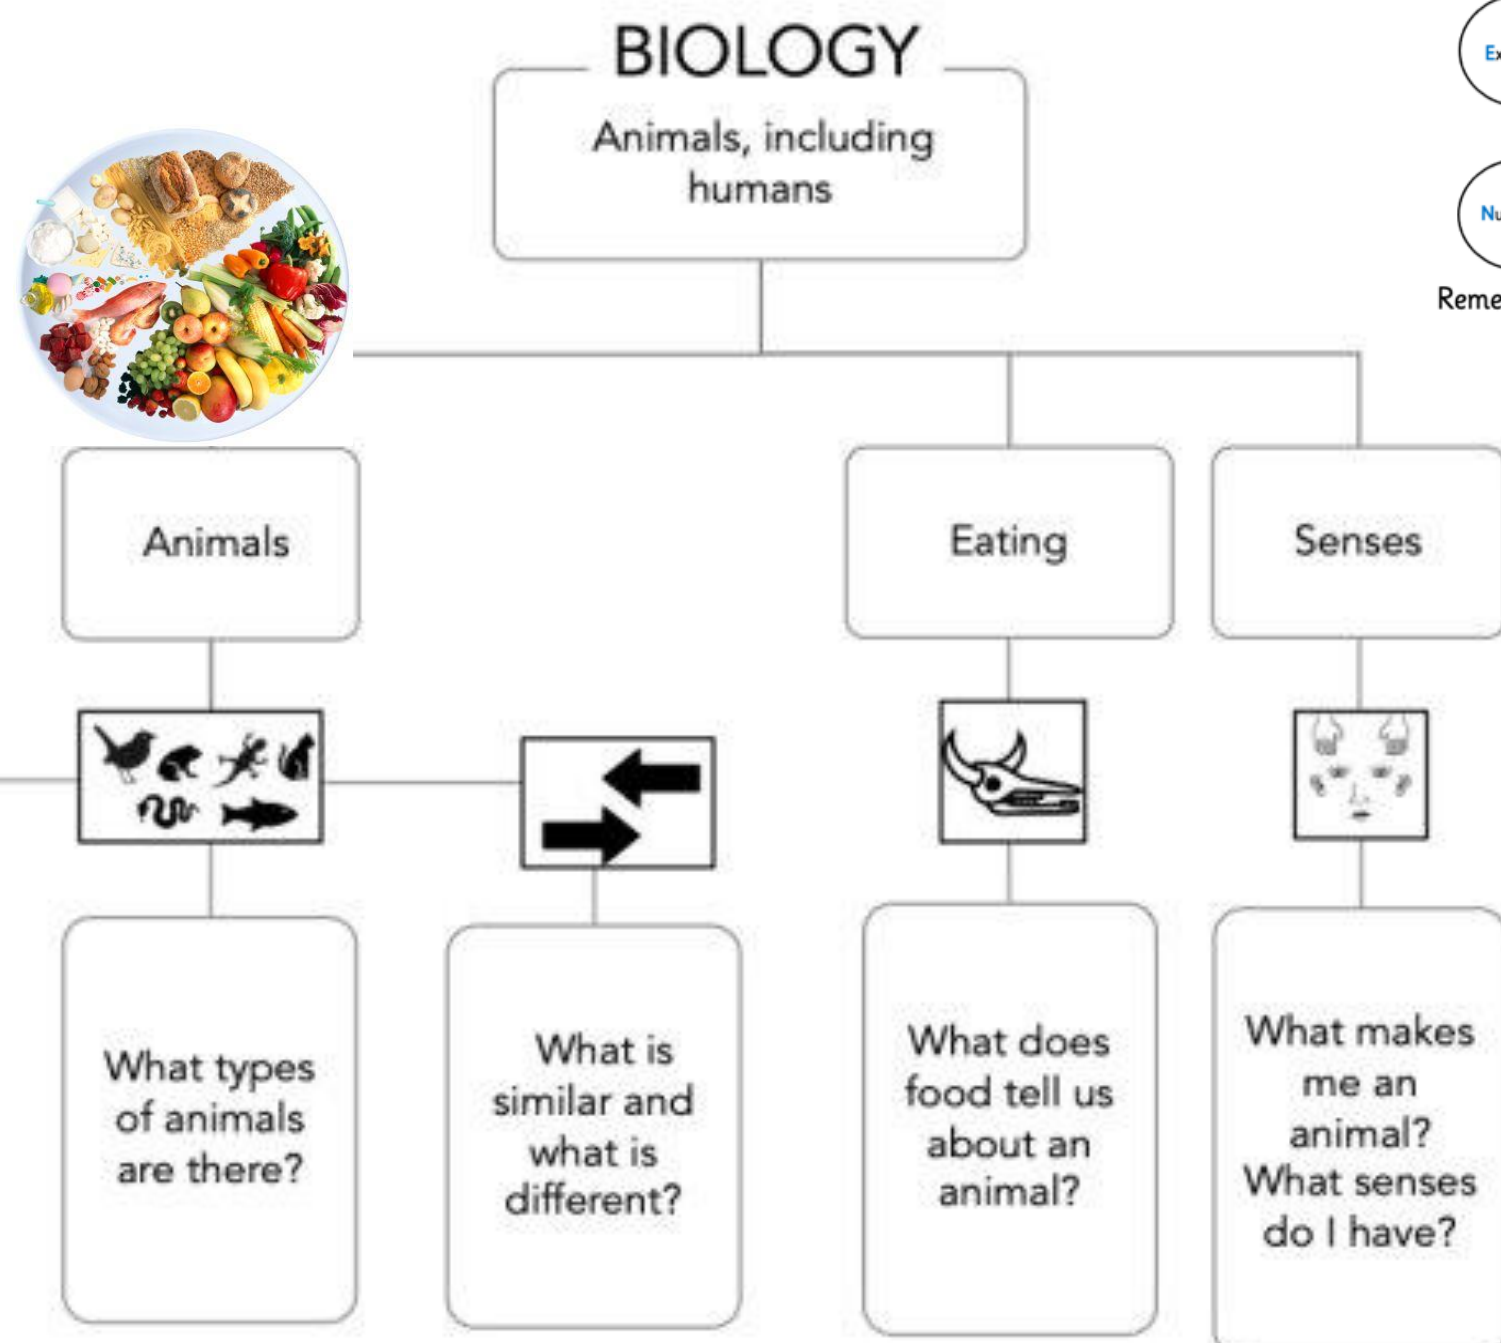 BIOLOGY
Animals, including
humans
Reme
Animals
Eating
Senses
What types
of animals
are there?
What is
similar and
what is
different?
What does
food tell us
about an
animal?
What makes
me an
animal?
What senses
do I have?